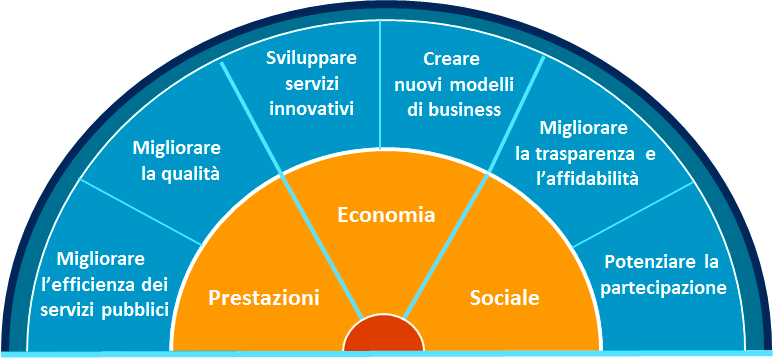 Sviluppare
servizi
innovativi
Creare
nuovi modelli
di business
Migliorare
la qualità
Migliorare
la trasparenza e
l'affidabilità
Migliorare
l'efficienza dei
servizi pubblici
Potenziare la
partecipazione
Economia
Prestazioni
Sociale